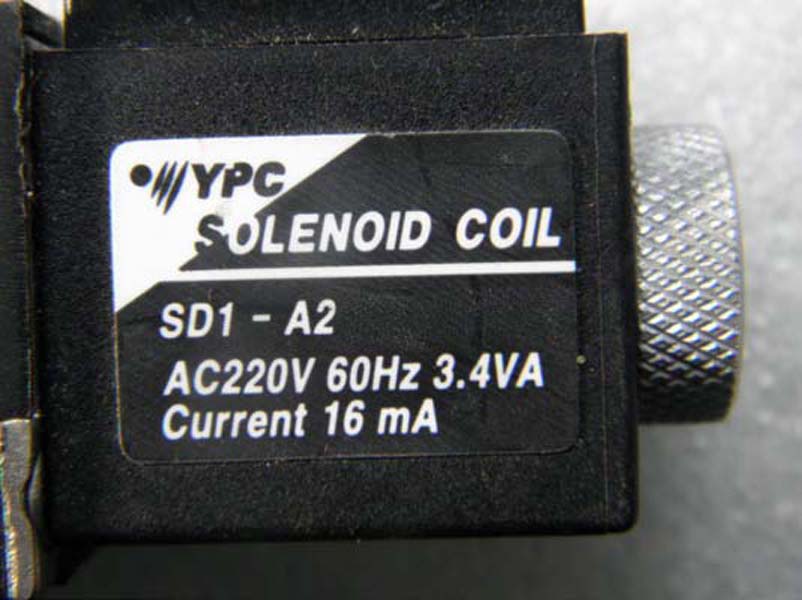 YPC
SOLENOID COIL
SD1 - A2
AC220V 60Hz 3.4VA
Current 16 mA